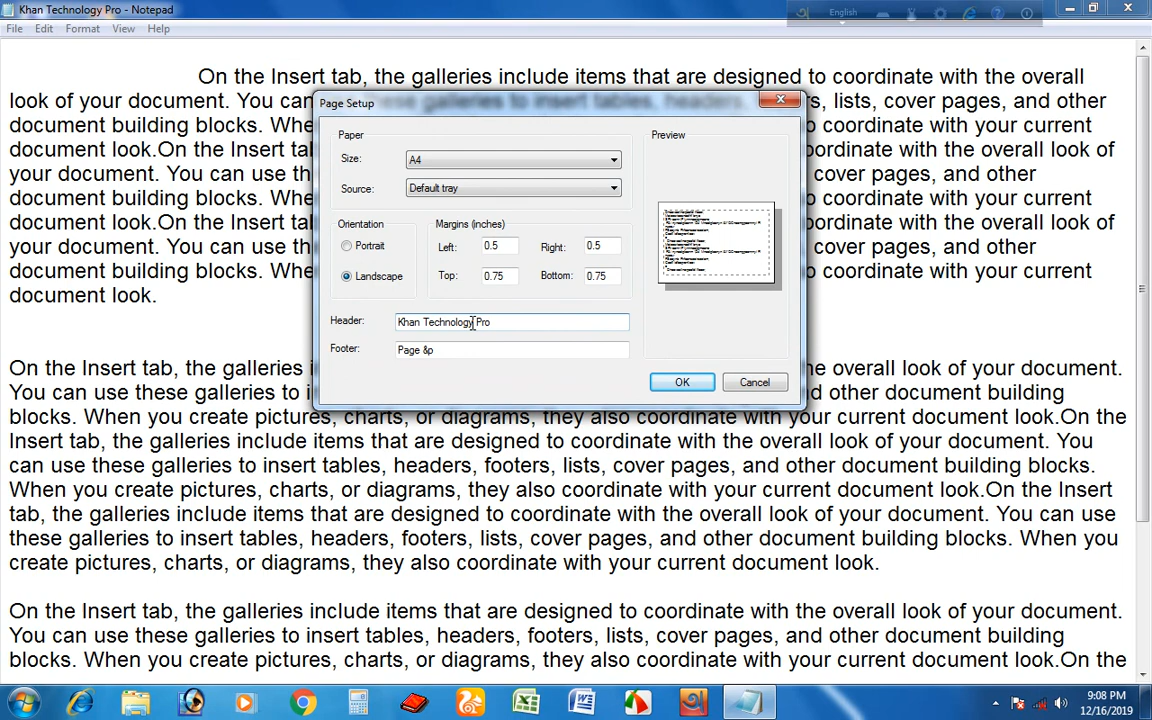 Khan Technology Pro - Notepad
English
File Edit Format View Help
On the Insert tab, the galleries include items that are designed to coordinate with the overall
look of your document. You can use these galleries to insert tables, headers, footers, lists, cover pages, and other
document building blocks. Whe oordinate with your current
document look.On the Insert tab ordinate with the overall look of
your document. You can use th cover pages, and other
document building blocks. Whe oordinate with your current
document look.On the Insert tab ordinate with the overall look of
your document. You can use th cover pages, and other
document building blocks. Whe oordinate with your current
document look.
Page Setup
Paper
Size: A4
Source: Default tray
Orientation
Portrait
Landscape
Margins (inches)
Left: 0.5 Right: 0.5
Top: 0.75 Bottom: 0.75
Header: Khan Technology Pro
Footer: Page &p
Preview
OK Cancel
On the Insert tab, the galleries i he overall look of your document.
You can use these galleries to i nd other document building
blocks. When you create pictures, charts, or diagrams, they also coordinate with your current document look.On the
Insert tab, the galleries include items that are designed to coordinate with the overall look of your document. You
can use these galleries to insert tables, headers, footers, lists, cover pages, and other document building blocks.
When you create pictures, charts, or diagrams, they also coordinate with your current document look.On the Insert
tab, the galleries include items that are designed to coordinate with the overall look of your document. You can use
these galleries to insert tables, headers, footers, lists, cover pages, and other document building blocks. When you
create pictures, charts, or diagrams, they also coordinate with your current document look.
On the Insert tab, the galleries include items that are designed to coordinate with the overall look of your document.
You can use these galleries to insert tables, headers, footers, lists, cover pages, and other document building
blocks. When you create pictures, charts, or diagrams, they also coordinate with your current document look.On the
9:08 PM
12/16/2019